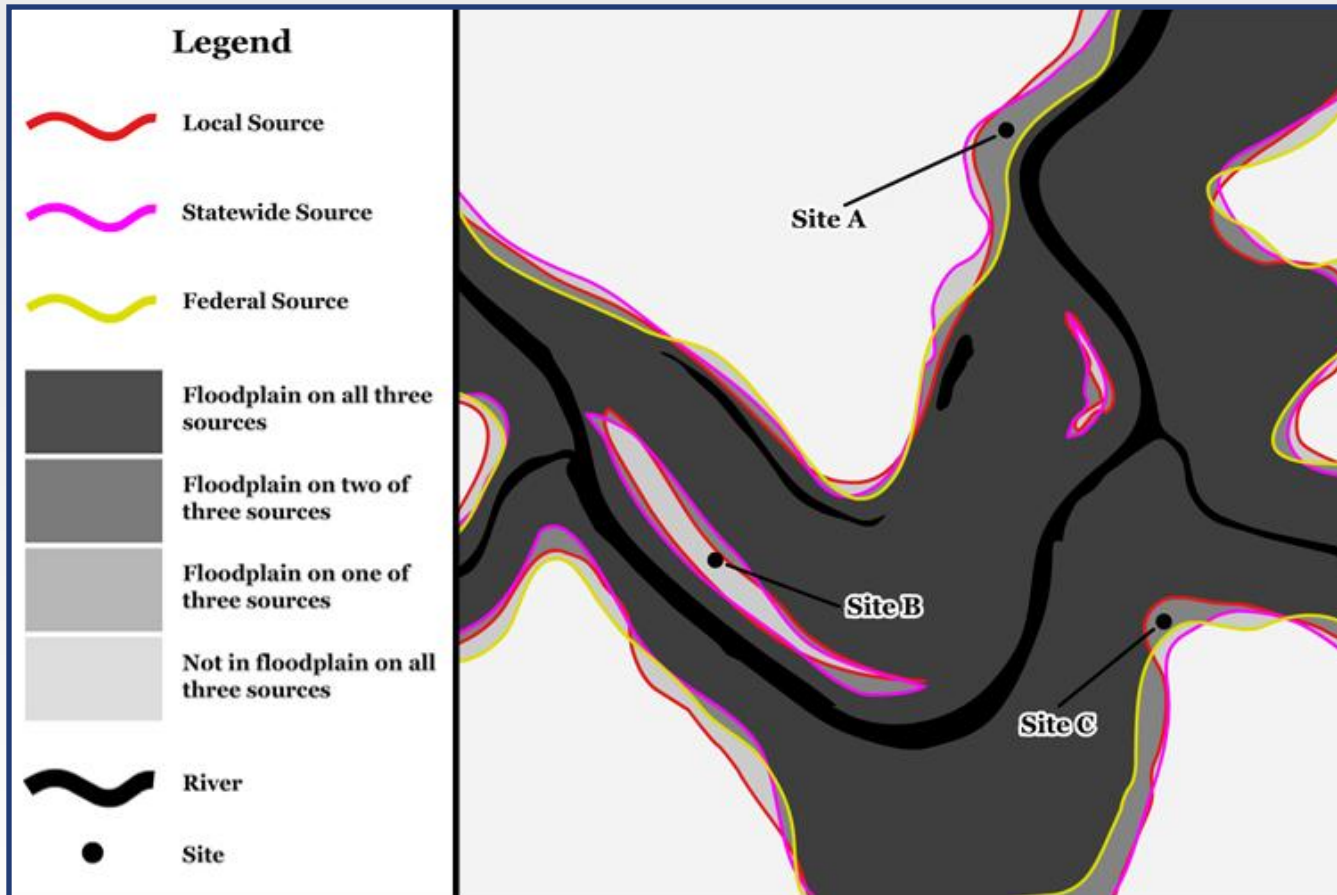 Legend
Local Source
Statewide Source
Federal Source
Floodplain on all three
sources
Floodplain on two of
three sources
Floodplain on one of
three sources
Not in floodplain on all
three sources
River
Site
Site A
Site B
Site C